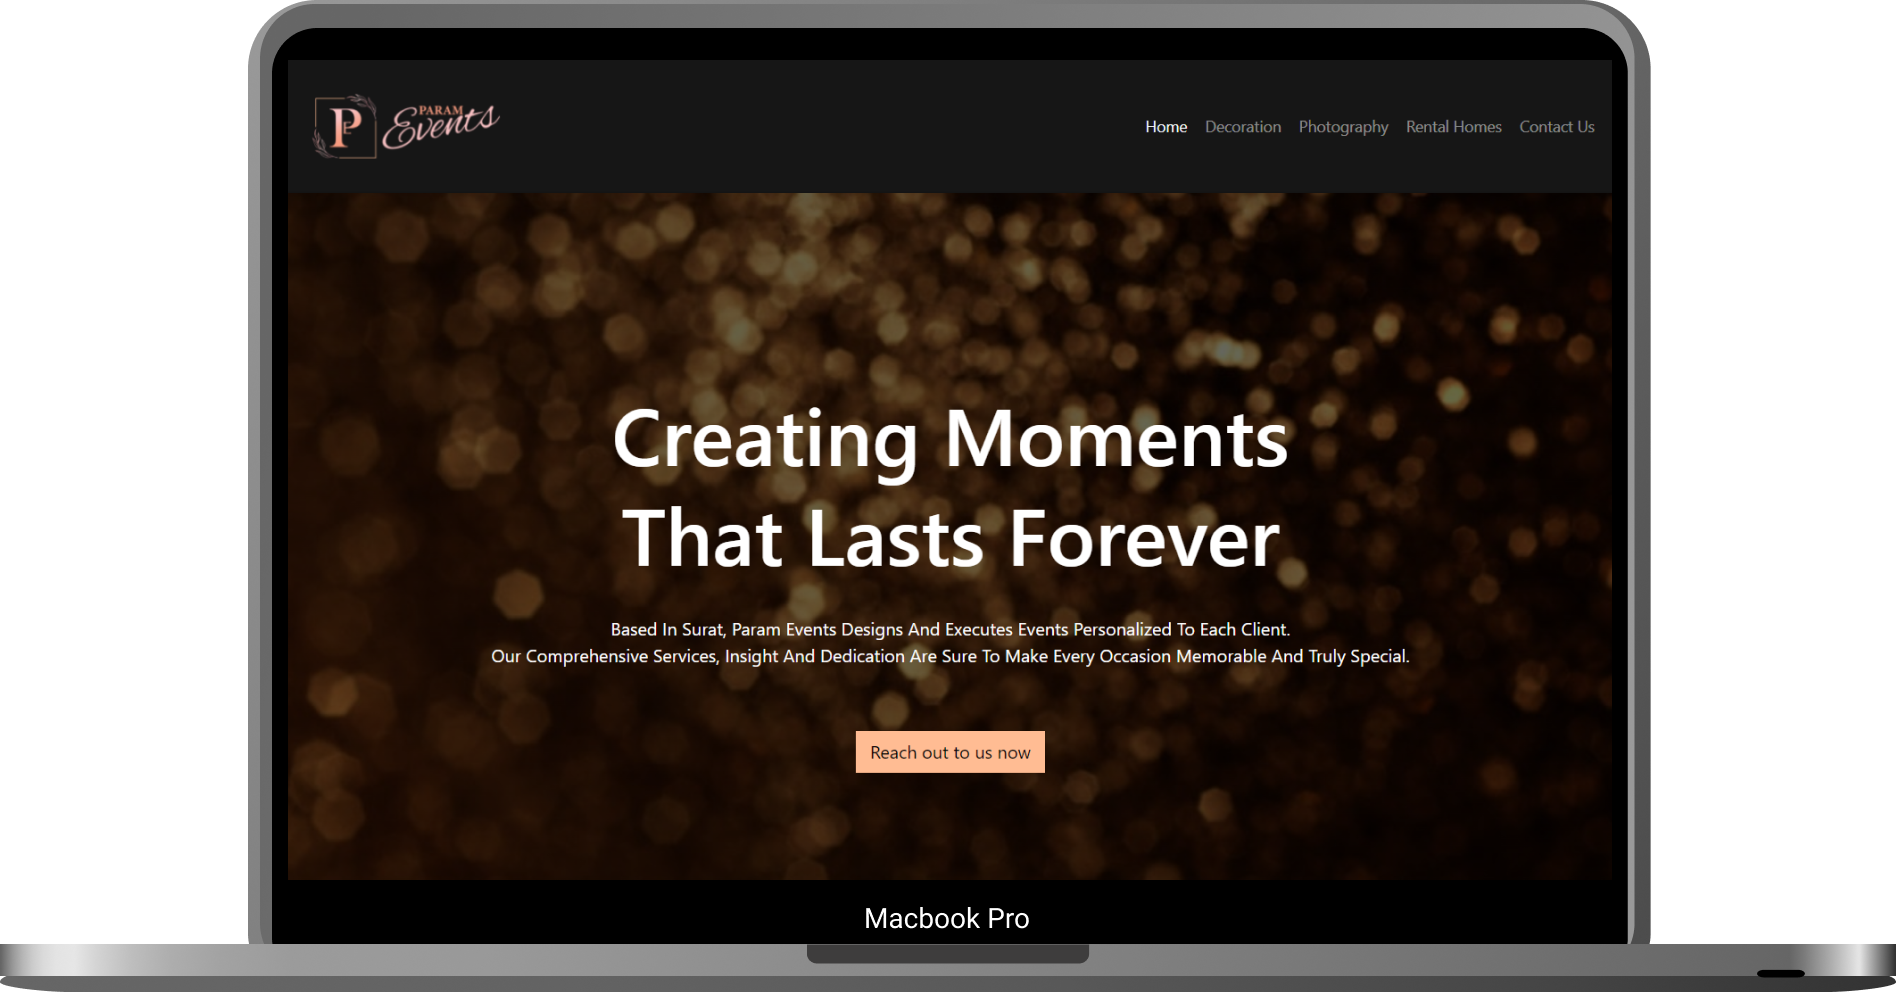 P
PARAM
Events
Home Decoration Photography Rental Homes Contact Us
Creating Moments
That Lasts Forever
Based In Surat, Param Events Designs And Executes Events Personalized To Each Client.
Our Comprehensive Services, Insight And Dedication Are Sure To Make Every Occasion Memorable And Truly Special.
Reach out to us now
Macbook Pro